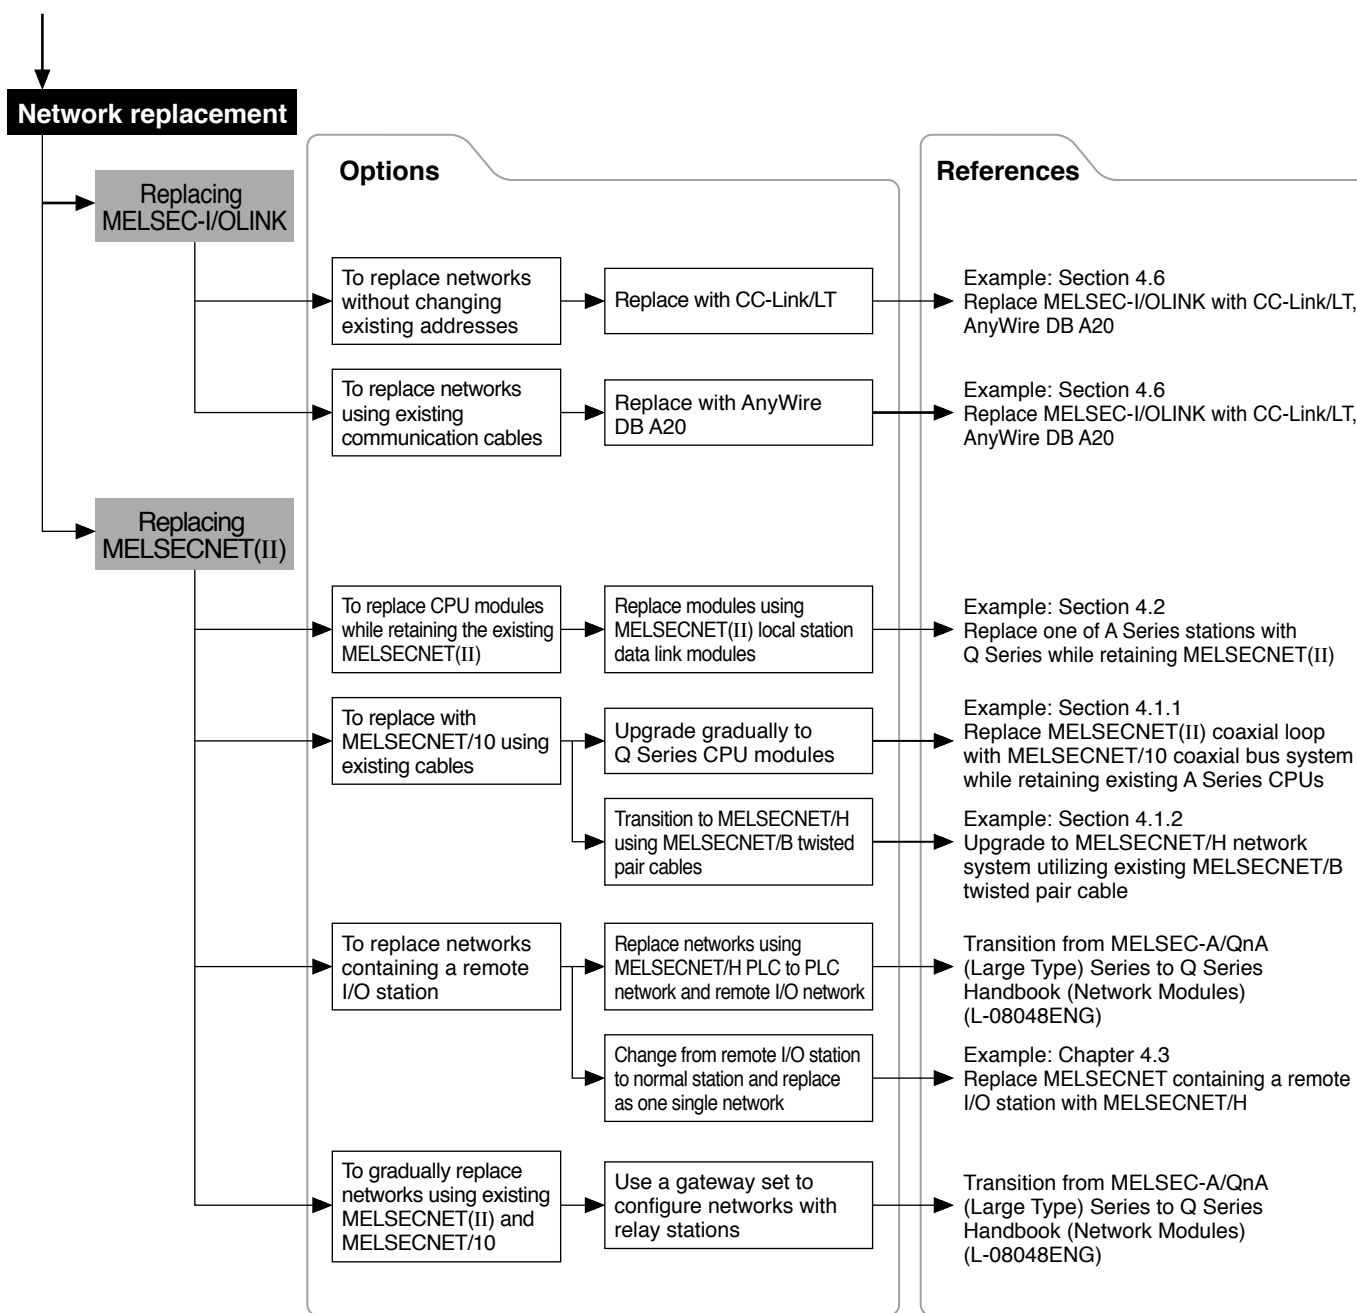 Network replacement
Options
References
Replacing
MELSEC-I/OLINK
To replace networks
without changing
existing addresses
Replace with CC-Link/LT
Example: Section 4.6
Replace MELSEC-I/OLINK with CC-Link/LT,
AnyWire DB A20
To replace networks
using existing
communication cables
Replace with AnyWire
DB A20
Example: Section 4.6
Replace MELSEC-I/OLINK with CC-Link/LT,
AnyWire DB A20
Replacing
MELSECNET(II)
To replace CPU modules
while retaining the existing
MELSECNET(II)
Replace modules using
MELSECNET(II) local station
data link modules
Example: Section 4.2
Replace one of A Series stations with
Q Series while retaining MELSECNET(II)
To replace with
MELSECNET/10 using
existing cables
Upgrade gradually to
Q Series CPU modules
Example: Section 4.1.1
Replace MELSECNET(II) coaxial loop
with MELSECNET/10 coaxial bus system
while retaining existing A Series CPUs
Transition to MELSECNET/H
using MELSECNET/B twisted
pair cables
Example: Section 4.1.2
Upgrade to MELSECNET/H network
system utilizing existing MELSECNET/B
twisted pair cable
To replace networks
containing a remote
I/O station
Replace networks using
MELSECNET/H PLC to PLC
network and remote I/O network
Transition from MELSEC-A/QnA
(Large Type) Series to Q Series
Handbook (Network Modules)
(L-08048ENG)
Change from remote I/O station
to normal station and replace
as one single network
Example: Chapter 4.3
Replace MELSECNET containing a remote
I/O station with MELSECNET/H
To gradually replace
networks using existing
MELSECNET(II) and
MELSECNET/10
Use a gateway set to
configure networks with
relay stations
Transition from MELSEC-A/QnA
(Large Type) Series to Q Series
Handbook (Network Modules)
(L-08048ENG)